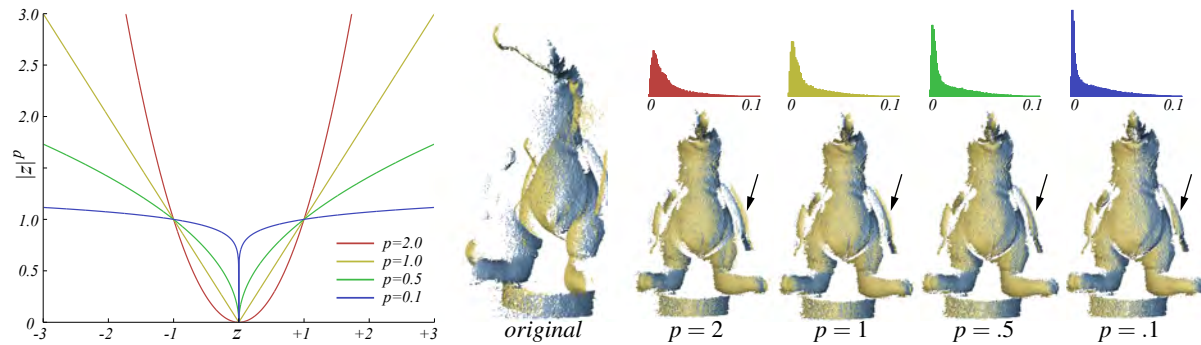 3.0
2.5
2.0
|z|^p
1.5
1.0
0.5
0
-3 -2 -1 z +1 +2 +3
p=2.0
p=1.0
p=0.5
p=0.1
original
0 0.1
0 0.1
0 0.1
0 0.1
p = 2
p = 1
p = .5
p = .1